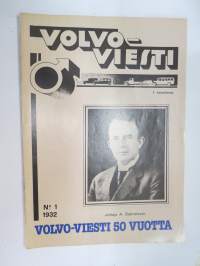 VOLVO-
VIESTI
Nº 1
1932
VOLVO-VIESTI 50 VUOTTA